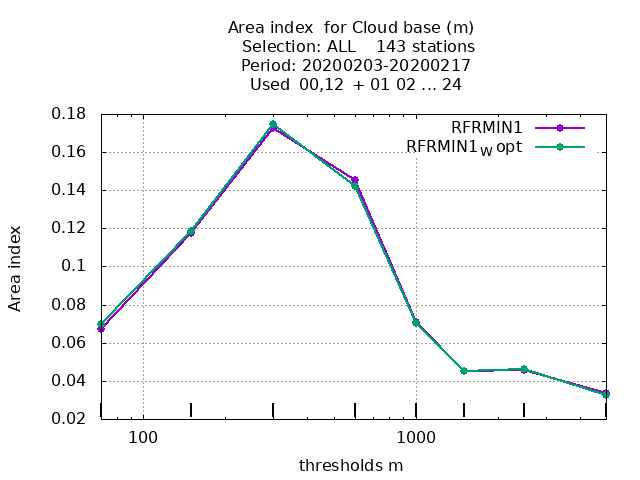 Area index  for Cloud base (m)
Selection: ALL    143 stations
Period: 20200203-20200217
Used  00,12  + 01 02 ... 24
0.18
RFRMIN1
0.16
RFRMIN1W opt
0.14
0.12
0.1
0.08
0.06
0.04
0.02
Area index
100
1000
thresholds m